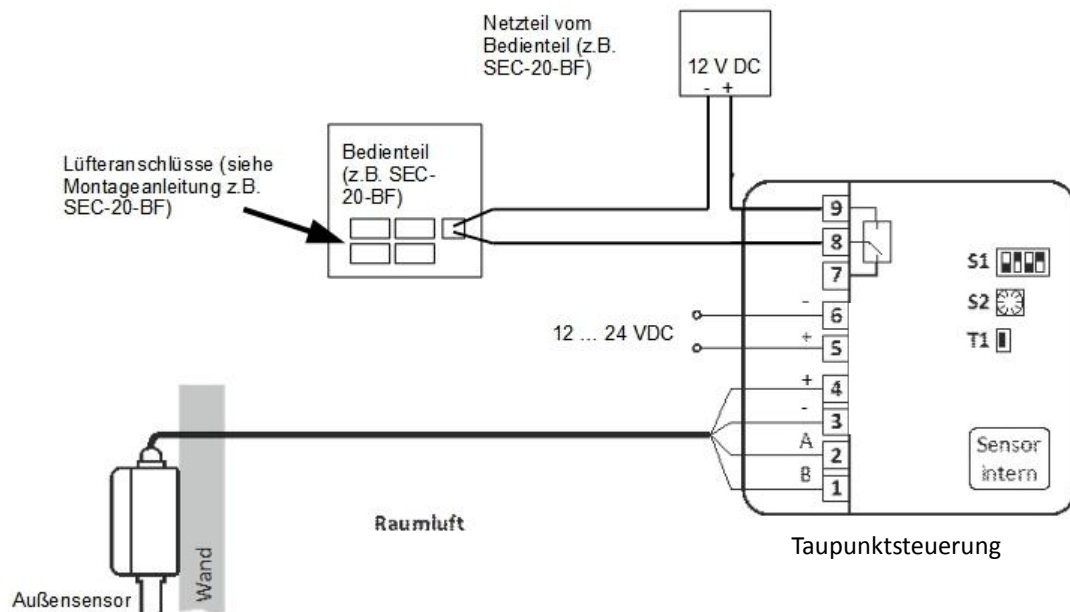 Netzteil vom
Bedienteil (z.B.
SEC-20-BF)
12 V DC
- +
Lüfteranschlüsse (siehe
Montageanleitung z.B.
SEC-20-BF)
Bedienteil
(z.B. SEC-
20-BF)
9
8
7
- 6
+ 5
12 ... 24 VDC
+ 4
- 3
A 2
B 1
S1
S2
T1
Sensor
intern
Raumluft
Wand
Außensensor
Taupunktsteuerung